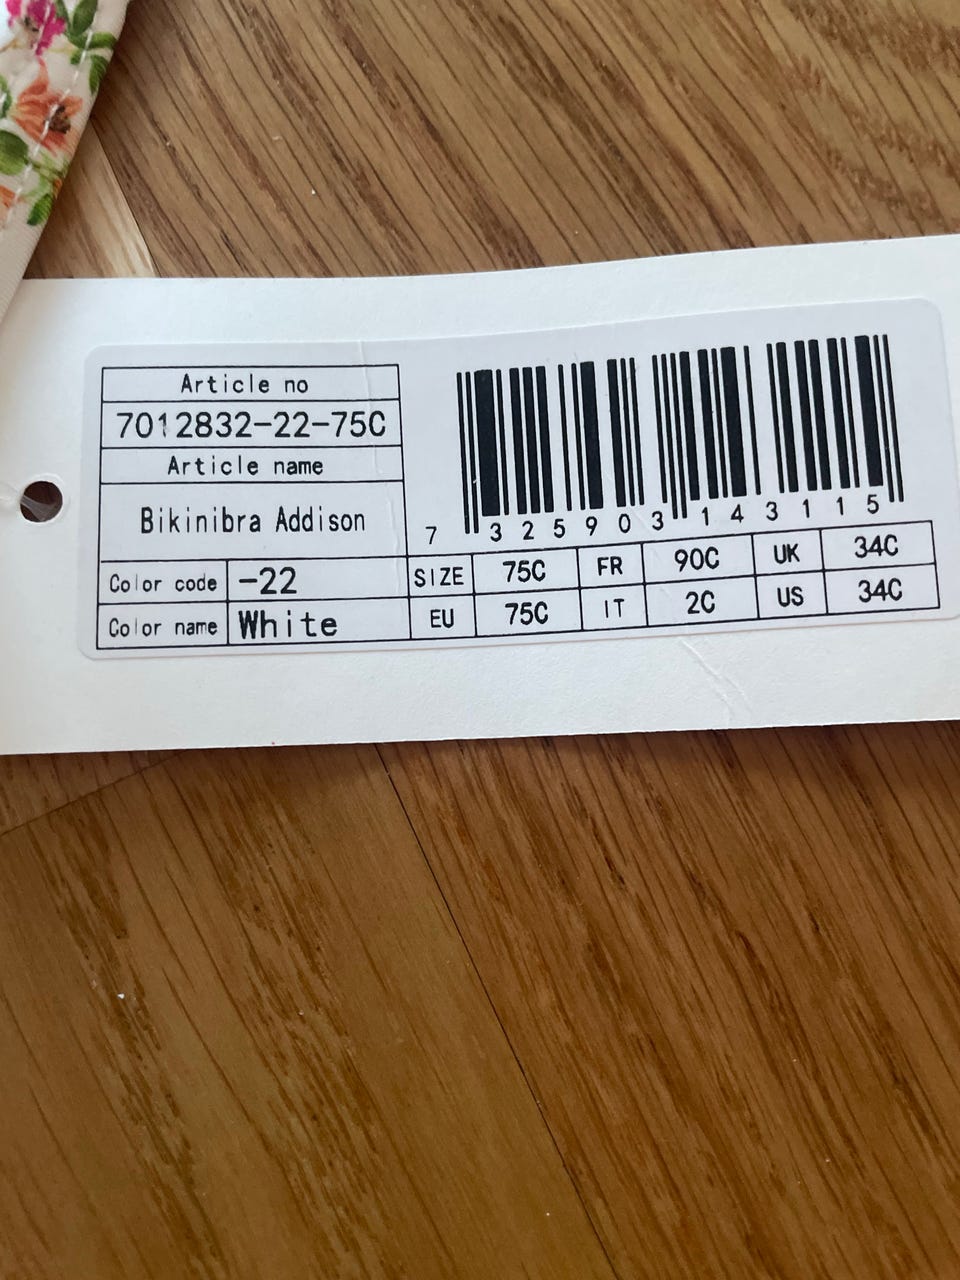 Article no
7012832-22-75C
Article name
Bikinibra Addison
Color code -22
Color name White
7 325903 143115
SIZE 75C FR 90C UK 34C
EU 75C IT 2C US 34C